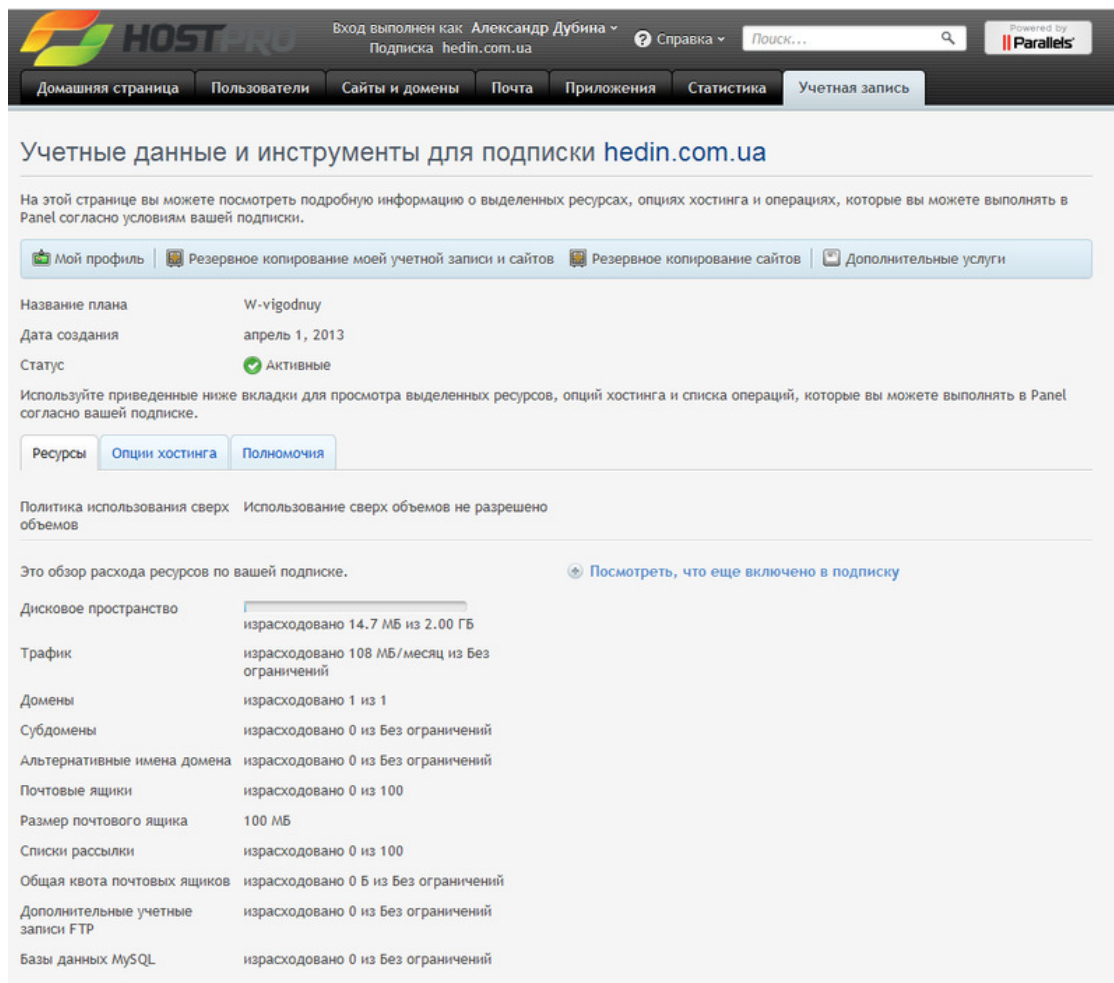 HOSTPRO
Вход выполнен как Александр Дубина
Подписка hedin.com.ua
Справка
Поиск...
Powered by
Parallels
Домашняя страница Пользователи Сайты и домены Почта Приложения Статистика Учетная запись
Учетные данные и инструменты для подписки hedin.com.ua
На этой странице вы можете посмотреть подробную информацию о выделенных ресурсах, опциях хостинга и операциях, которые вы можете выполнять в
Panel согласно условиям вашей подписки.
Мой профиль Резервное копирование моей учетной записи и сайтов Резервное копирование сайтов Дополнительные услуги
Название плана W-vigodnuy
Дата создания апрель 1, 2013
Статус Активные
Используйте приведенные ниже вкладки для просмотра выделенных ресурсов, опций хостинга и списка операций, которые вы можете выполнять в Panel
согласно вашей подписке.
Ресурсы Опции хостинга Полномочия
Политика использования сверх Использование сверх объемов не разрешено
объемов
Это обзор расхода ресурсов по вашей подписке. Посмотреть, что еще включено в подписку
Дисковое пространство
израсходовано 14.7 МБ из 2.00 ГБ
Трафик израсходовано 108 МБ/месяц из Без
ограничений
Домены израсходовано 1 из 1
Субдомены израсходовано 0 из Без ограничений
Альтернативные имена домена израсходовано 0 из Без ограничений
Почтовые ящики израсходовано 0 из 100
Размер почтового ящика 100 МБ
Списки рассылки израсходовано 0 из 100
Общая квота почтовых ящиков израсходовано 0 Б из Без ограничений
Дополнительные учетные израсходовано 0 из Без ограничений
записи FTP
Базы данных MySQL израсходовано 0 из Без ограничений